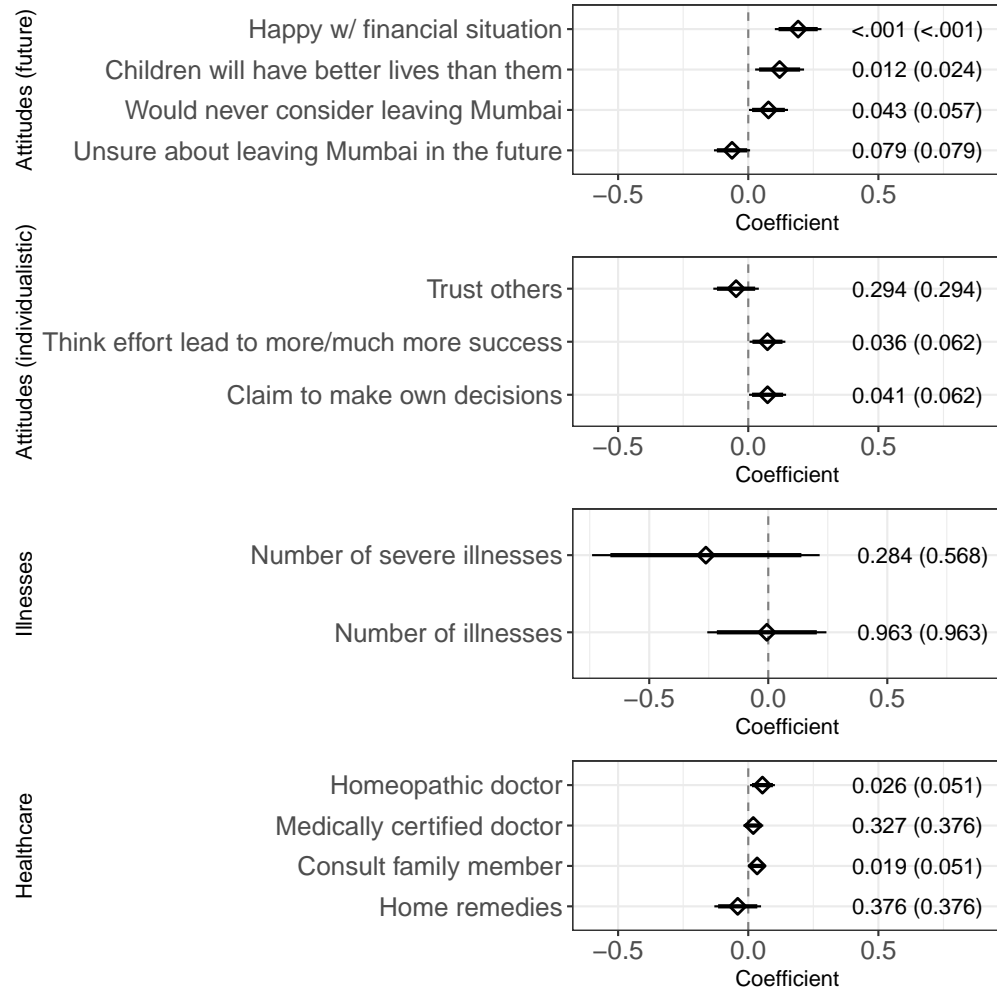 Attitudes (future)
Happy w/ financial situation <.001 (<.001)
Children will have better lives than them 0.012 (0.024)
Would never consider leaving Mumbai 0.043 (0.057)
Unsure about leaving Mumbai in the future 0.079 (0.079)
−0.5 0.0 0.5
Coefficient
Attitudes (individualistic)
Trust others 0.294 (0.294)
Think effort lead to more/much more success 0.036 (0.062)
Claim to make own decisions 0.041 (0.062)
−0.5 0.0 0.5
Coefficient
Illnesses
Number of severe illnesses 0.284 (0.568)
Number of illnesses 0.963 (0.963)
−0.5 0.0 0.5
Coefficient
Healthcare
Homeopathic doctor 0.026 (0.051)
Medically certified doctor 0.327 (0.376)
Consult family member 0.019 (0.051)
Home remedies 0.376 (0.376)
−0.5 0.0 0.5
Coefficient